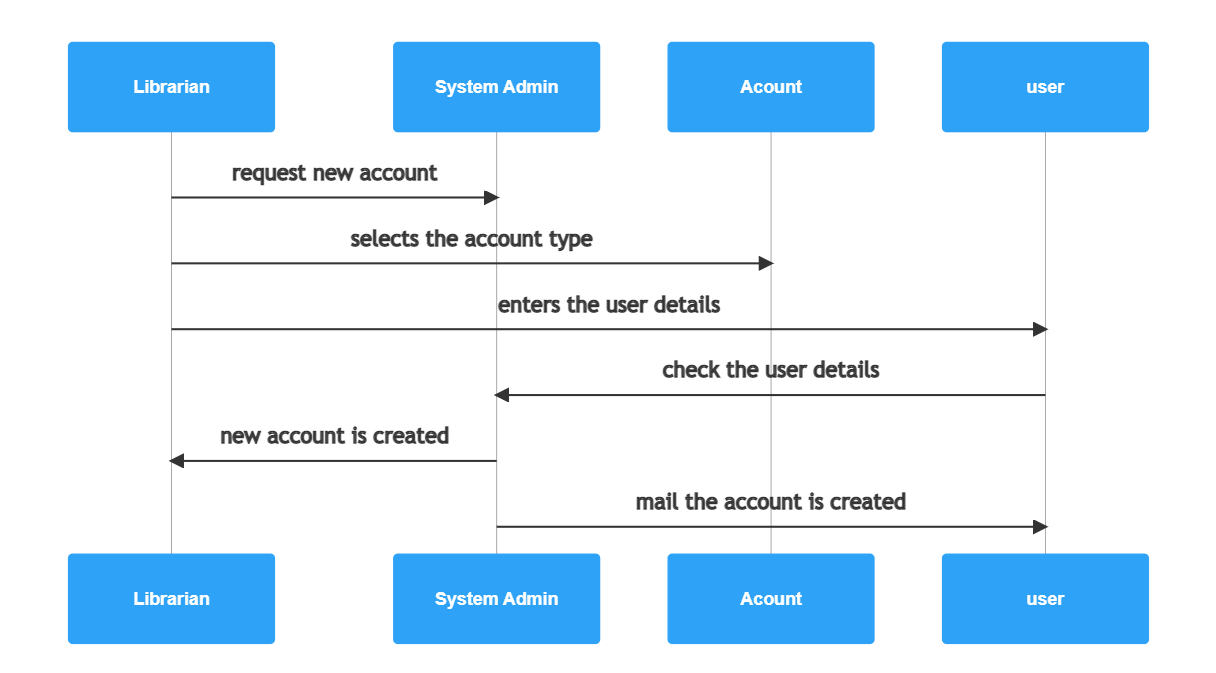 Librarian
System Admin
Acount
user
request new account
selects the account type
enters the user details
check the user details
new account is created
mail the account is created
Librarian
System Admin
Acount
user